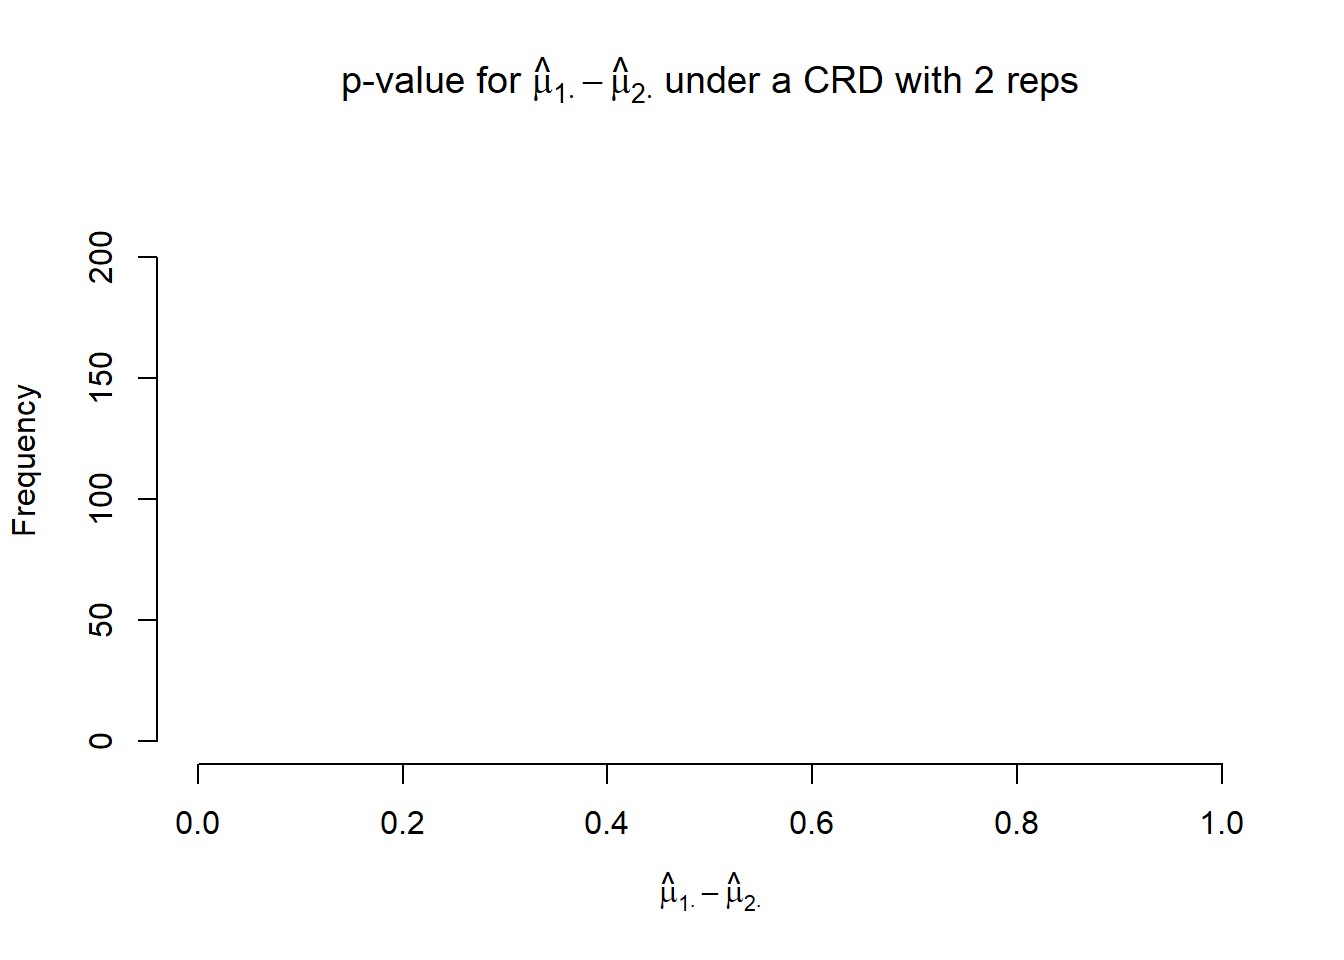 p-value for μ̂₁. – μ̂₂. under a CRD with 2 reps
200
150
100
50
0
Frequency
0.0 0.2 0.4 0.6 0.8 1.0
μ̂₁. – μ̂₂.